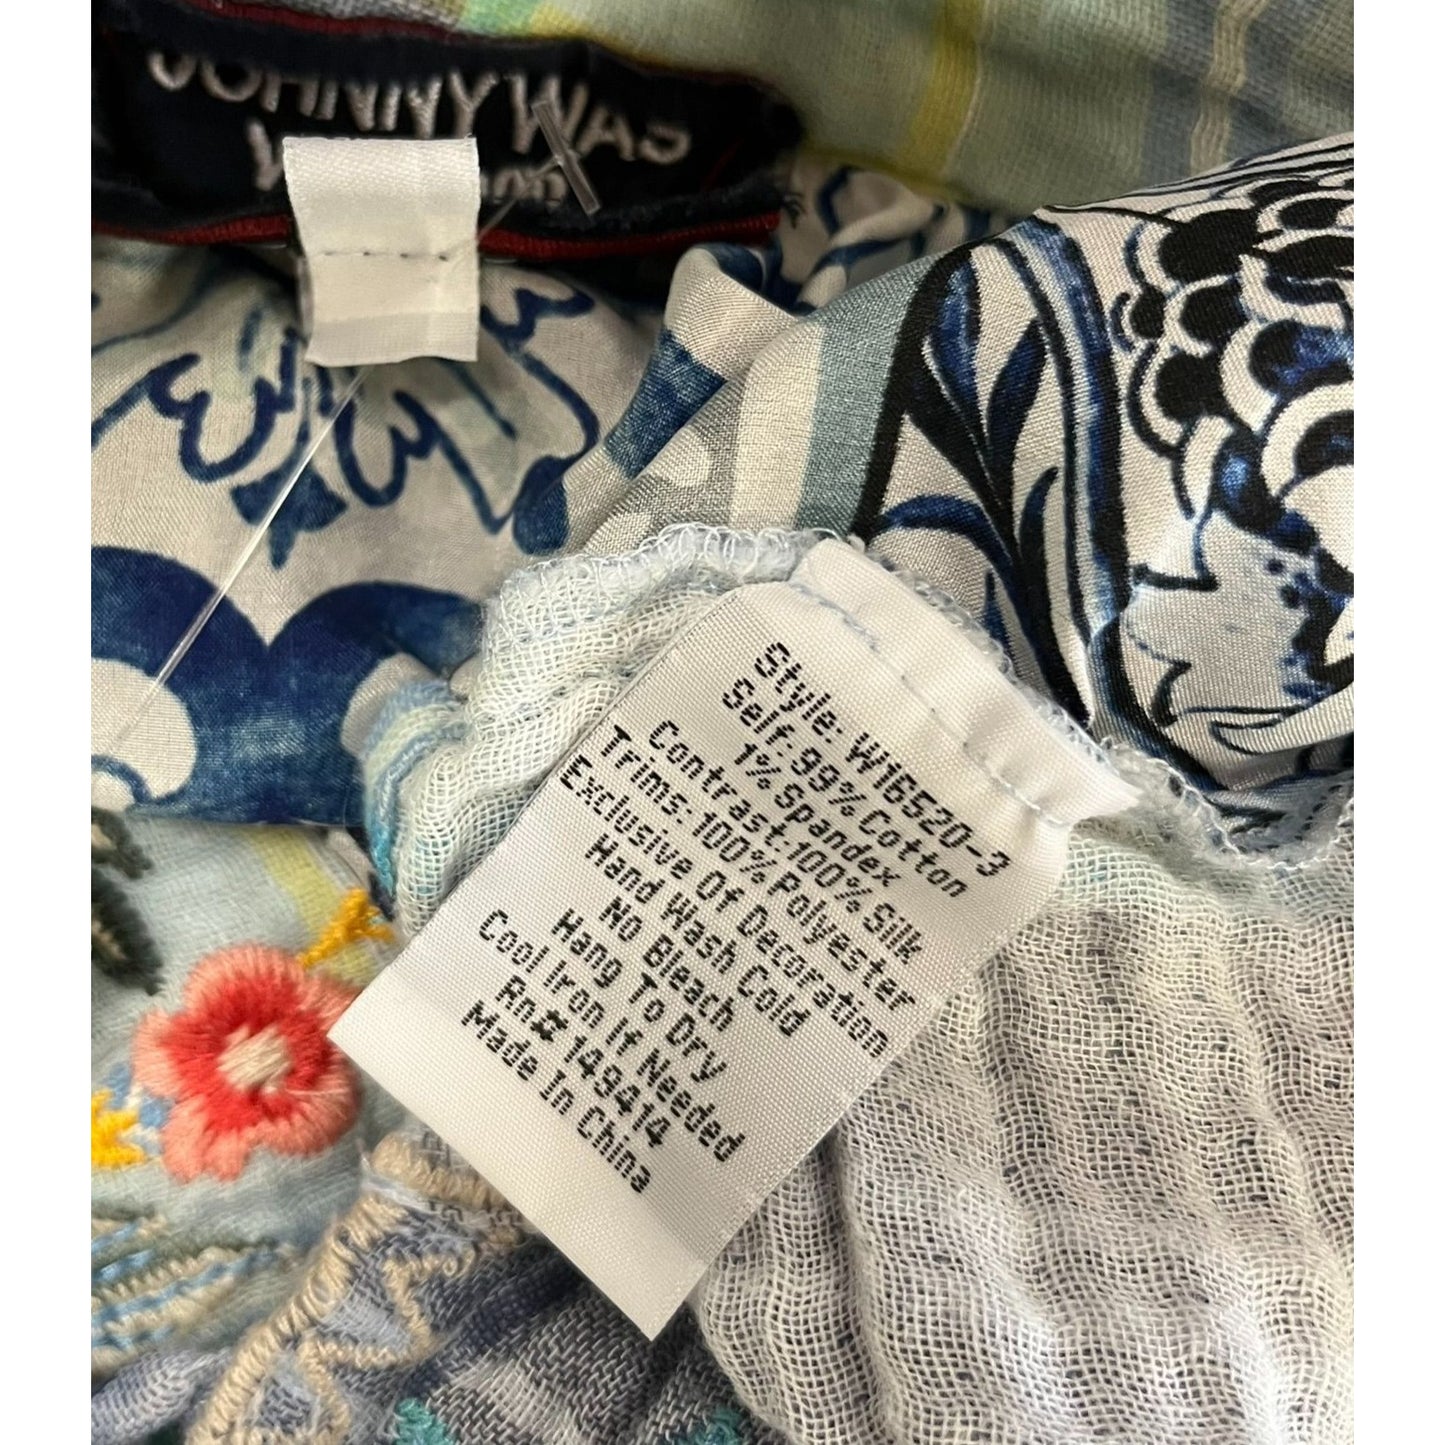 JOHNNY WAS
Style: W16520-3
Self: 99% Cotton
1% Spandex
Contrast:100% Silk
Trims: 100% Polyester
Exclusive Of Decoration
Hand Wash Cold
No Bleach
Hang To Dry
Cool Iron If Needed
Rn# 149414
Made In China